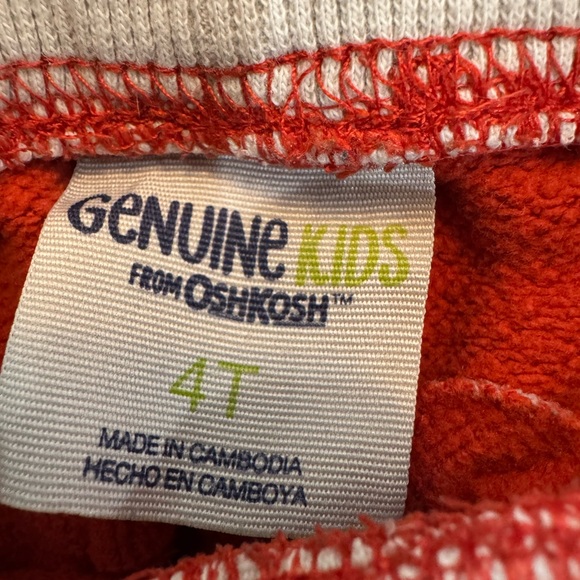 GENUINE KIDS
FROM OSHKOSH™
4T
MADE IN CAMBODIA
HECHO EN CAMBOYA